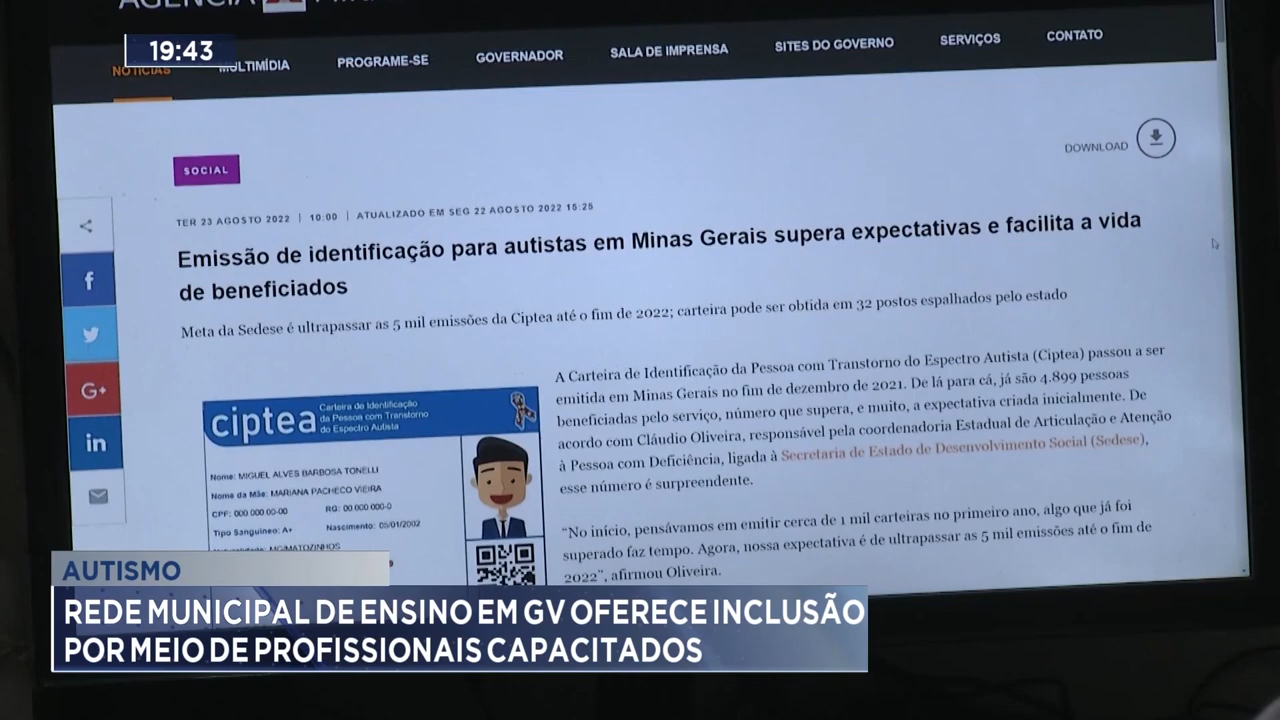 AGÊNCIA
19:43
NOTÍCIAS
MULTIMÍDIA
PROGRAME-SE
GOVERNADOR
SALA DE IMPRENSA
SITES DO GOVERNO
SERVIÇOS
CONTATO
DOWNLOAD
SOCIAL
TER 23 AGOSTO 2022 | 10:00 | ATUALIZADO EM SEG 22 AGOSTO 2022 15:25
Emissão de identificação para autistas em Minas Gerais supera expectativas e facilita a vida
de beneficiados
Meta da Sedese é ultrapassar as 5 mil emissões da Ciptea até o fim de 2022; carteira pode ser obtida em 32 postos espalhados pelo estado
f
G+
in
ciptea
Carteira de Identificação
da Pessoa com Transtorno
do Espectro Autista
Nome: MIGUEL ALVES BARBOSA TONELLI
Nome da Mãe: MARIANA PACHECO VIEIRA
CPF: 000 000 00-00 RG: 00 000 000-0
Tipo Sanguíneo: A+ Nascimento: 05/01/2002
MG/MATOZINHOS
A Carteira de Identificação da Pessoa com Transtorno do Espectro Autista (Ciptea) passou a ser
emitida em Minas Gerais no fim de dezembro de 2021. De lá para cá, já são 4.899 pessoas
beneficiadas pelo serviço, número que supera, e muito, a expectativa criada inicialmente. De
acordo com Cláudio Oliveira, responsável pela coordenadoria Estadual de Articulação e Atenção
à Pessoa com Deficiência, ligada à Secretaria de Estado de Desenvolvimento Social (Sedese),
esse número é surpreendente.
“No início, pensávamos em emitir cerca de 1 mil carteiras no primeiro ano, algo que já foi
superado faz tempo. Agora, nossa expectativa é de ultrapassar as 5 mil emissões até o fim de
2022”, afirmou Oliveira.
AUTISMO
REDE MUNICIPAL DE ENSINO EM GV OFERECE INCLUSÃO
POR MEIO DE PROFISSIONAIS CAPACITADOS